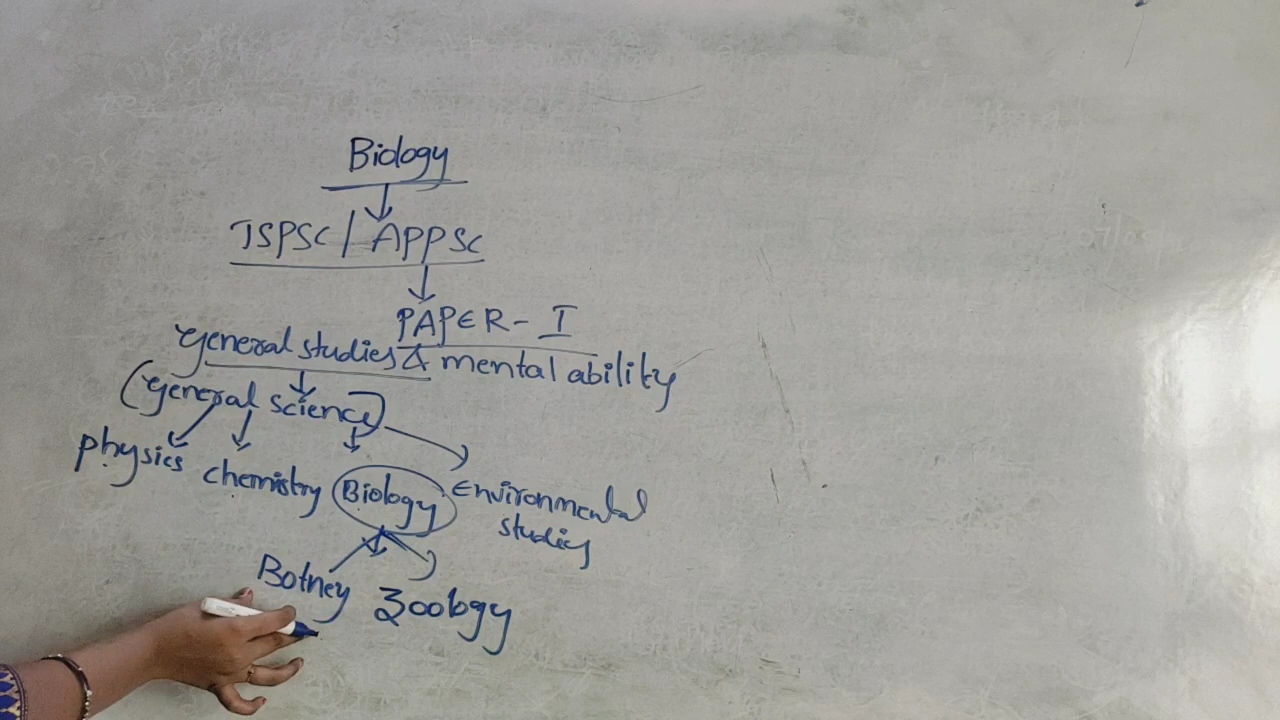 Biology
TSPSC / APPSC
PAPER - I
General studies & mental ability
(General science)
physics chemistry Biology Environmental
studies
Botney Zoology